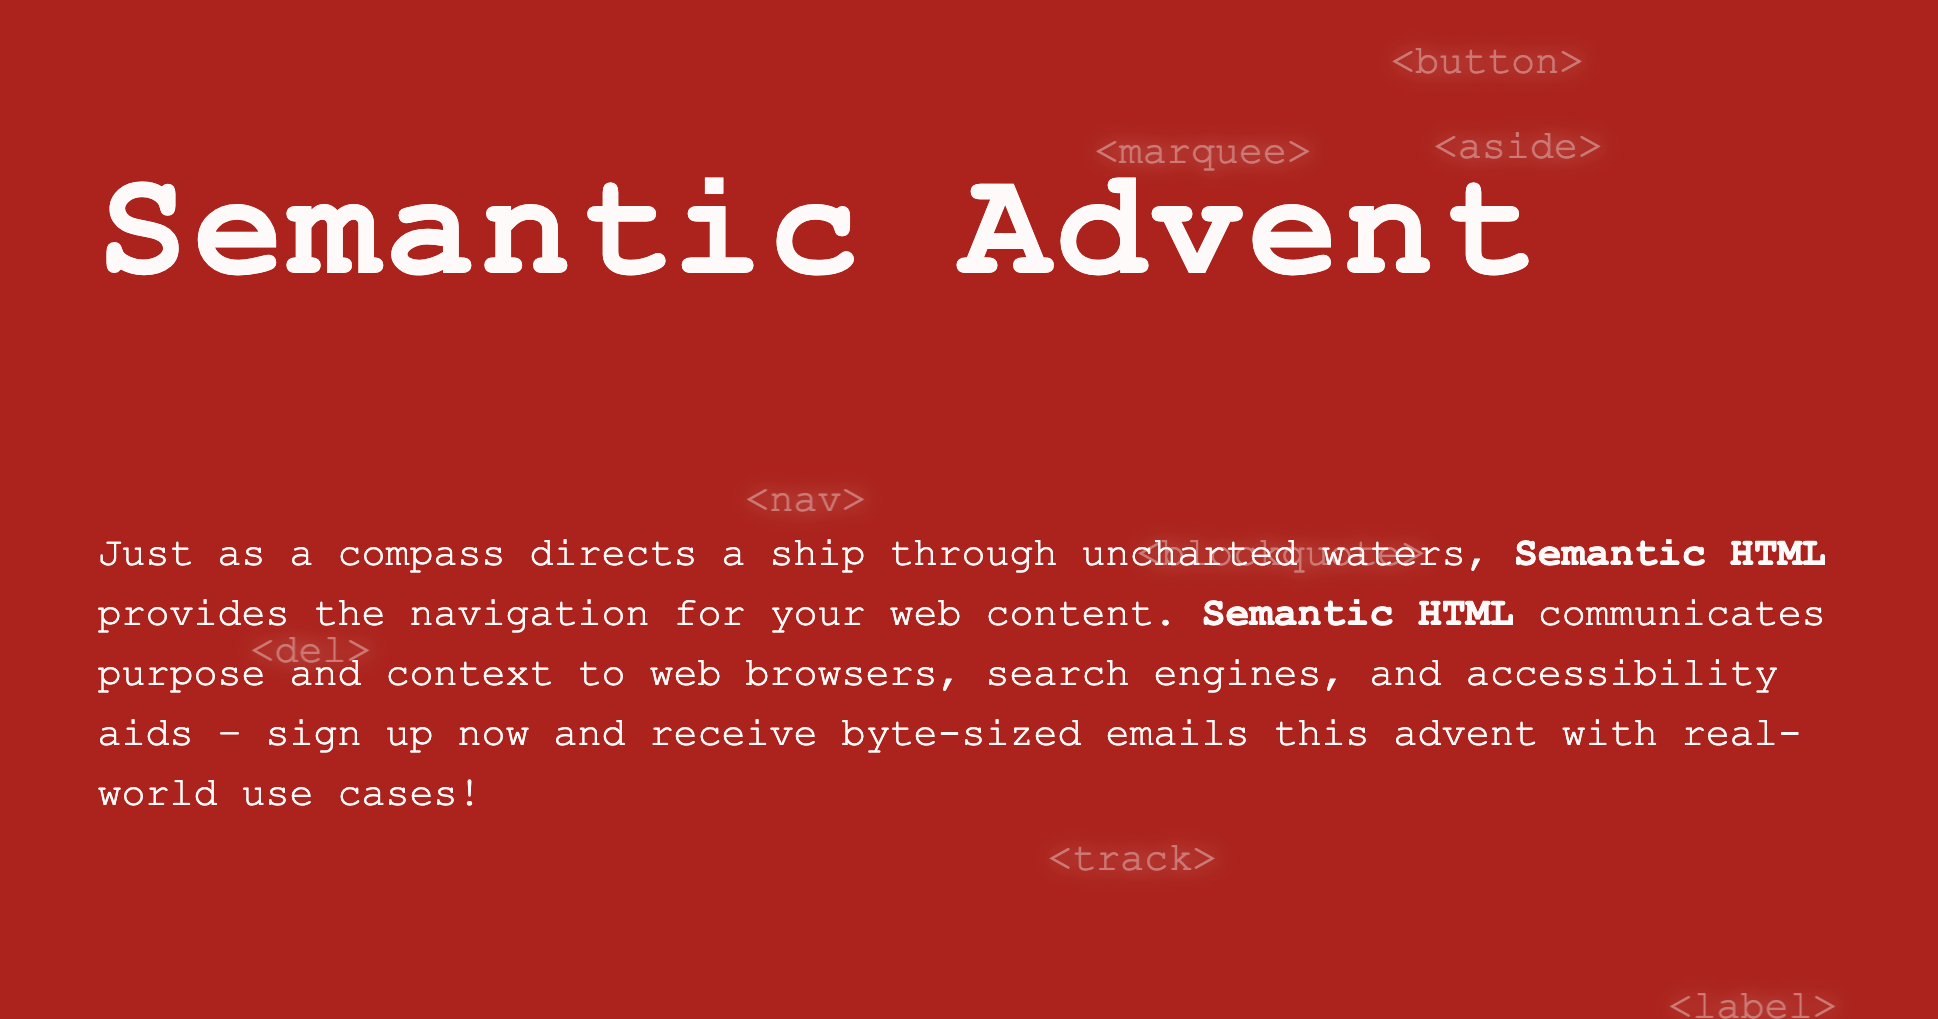 <button>
<marquee>
<aside>
Semantic Advent
<nav>
Just as a compass directs a ship through uncharted waters, Semantic HTML
<blockquote>
provides the navigation for your web content. Semantic HTML communicates
<del>
purpose and context to web browsers, search engines, and accessibility
aids – sign up now and receive byte-sized emails this advent with real-
world use cases!
<track>
<label>